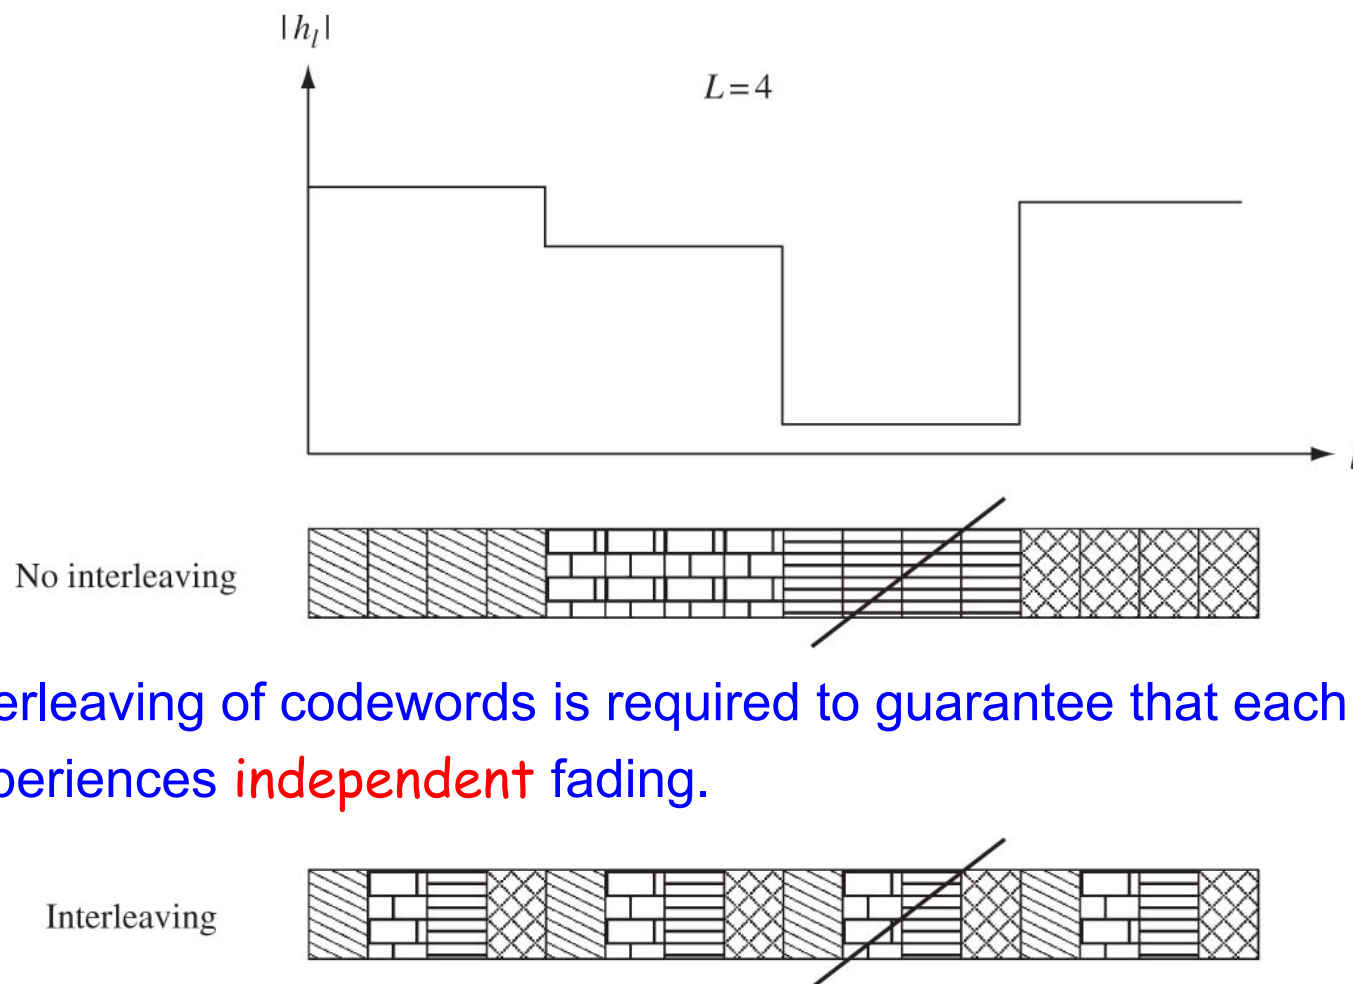 |h_l|
L = 4
No interleaving
erleaving of codewords is required to guarantee that each
periences independent fading.
Interleaving